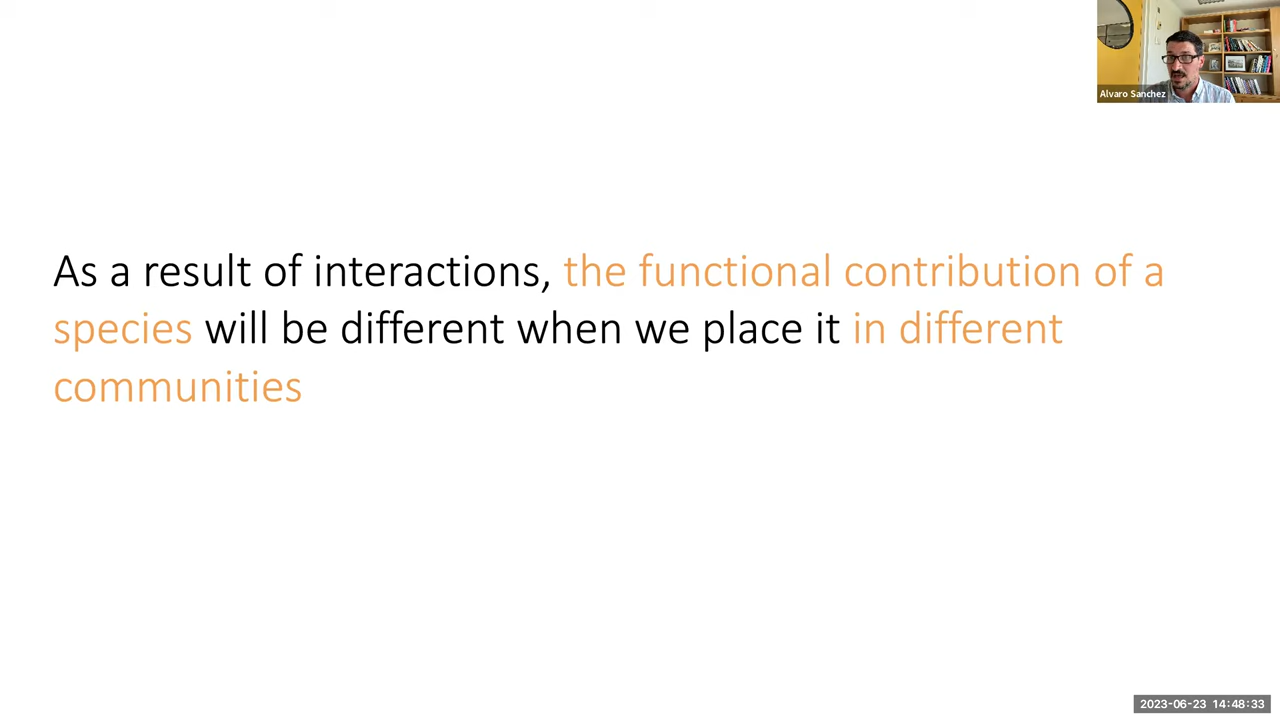 Alvaro Sanchez
As a result of interactions, the functional contribution of a
species will be different when we place it in different
communities
2023-06-23 14:48:33